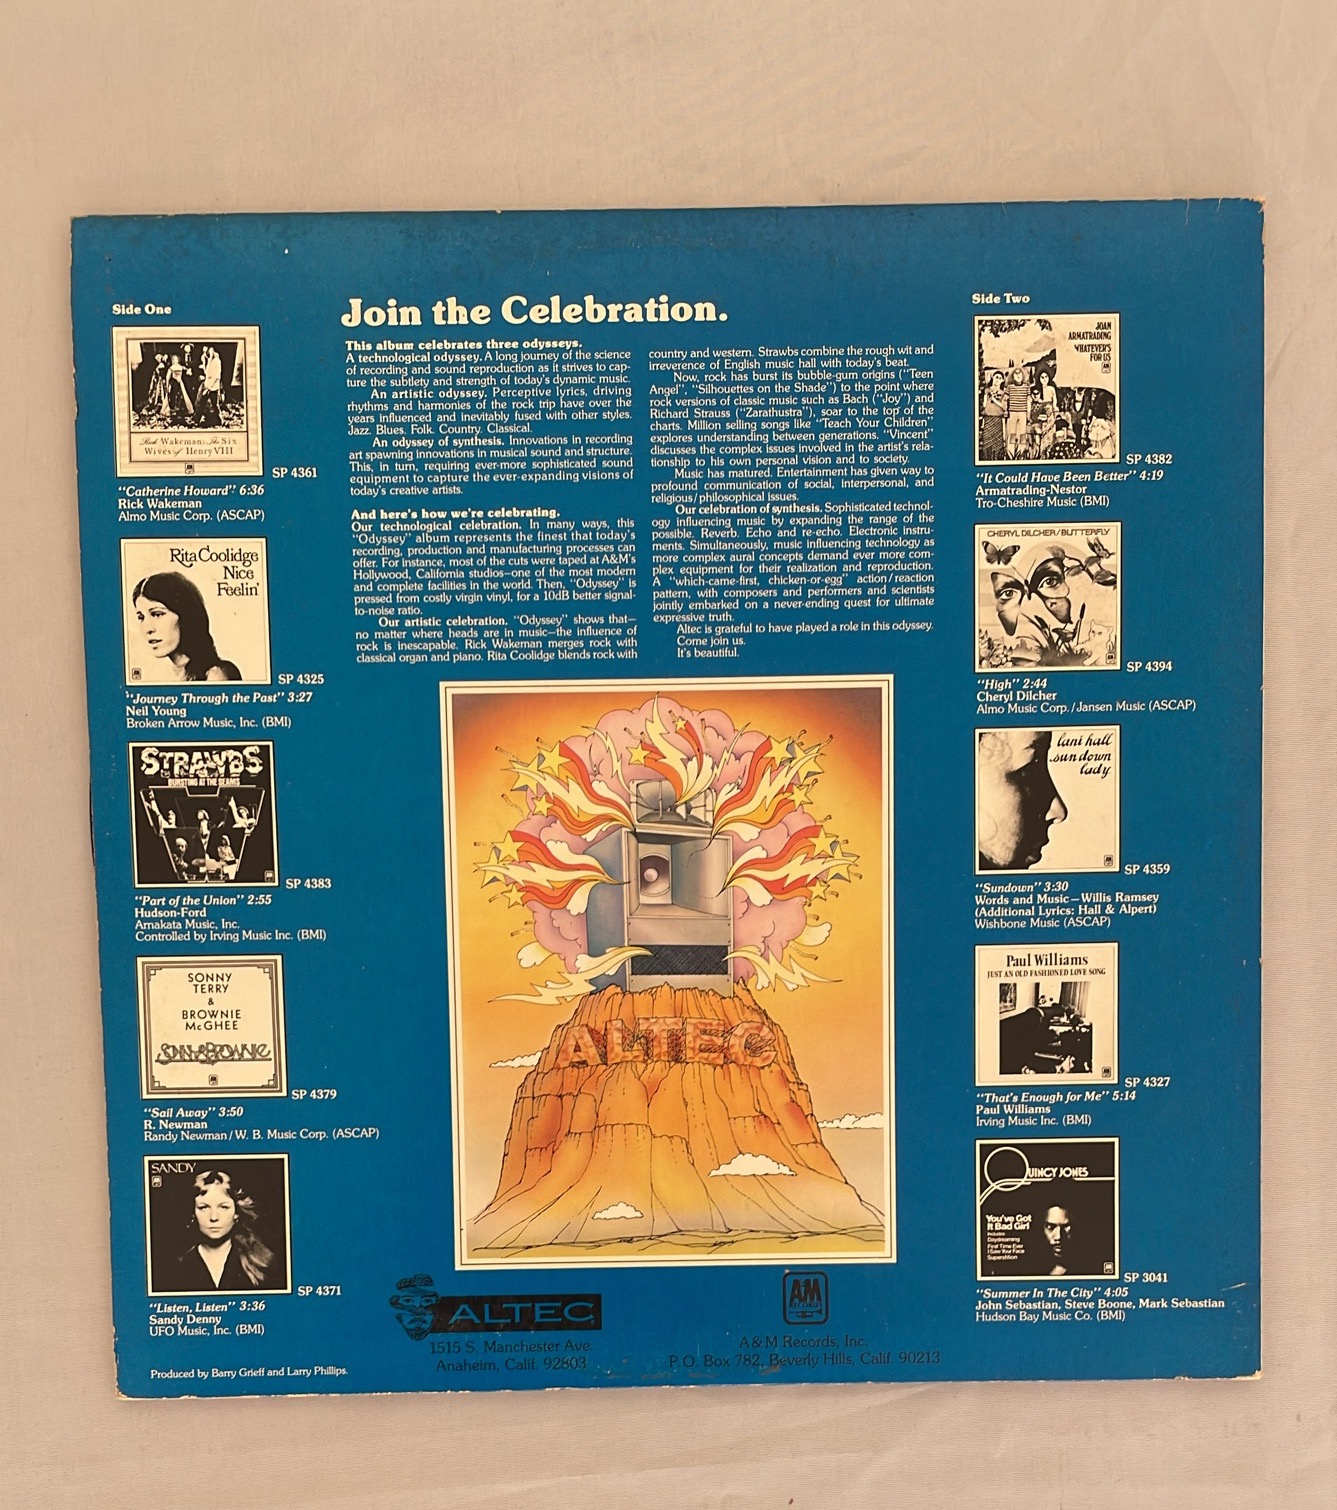 Side One
Rick Wakeman: The Six
Wives of Henry VIII
SP 4361
"Catherine Howard" 6:36
Rick Wakeman
Almo Music Corp. (ASCAP)
Rita Coolidge
Nice
Feelin'
SP 4325
"Journey Through the Past" 3:27
Neil Young
Broken Arrow Music, Inc. (BMI)
STRAWBS
BURSTING AT THE SEAMS
SP 4383
"Part of the Union" 2:55
Hudson-Ford
Amakata Music, Inc.
Controlled by Irving Music Inc. (BMI)
SONNY
TERRY
&
BROWNIE
McGHEE
SONNY & BROWNIE
SP 4379
"Sail Away" 3:50
R. Newman
Randy Newman/W. B. Music Corp. (ASCAP)
SANDY
SP 4371
"Listen, Listen" 3:36
Sandy Denny
UFO Music, Inc. (BMI)
Produced by Barry Grieff and Larry Phillips.
Join the Celebration.
This album celebrates three odysseys.
A technological odyssey. A long journey of the science
of recording and sound reproduction as it strives to cap-
ture the subtlety and strength of today's dynamic music.
An artistic odyssey. Perceptive lyrics, driving
rhythms and harmonies of the rock trip have over the
years influenced and inevitably fused with other styles.
Jazz. Blues. Folk. Country. Classical.
An odyssey of synthesis. Innovations in recording
art spawning innovations in musical sound and structure.
This, in turn, requiring ever-more sophisticated sound
equipment to capture the ever-expanding visions of
today's creative artists.
And here's how we're celebrating.
Our technological celebration. In many ways, this
"Odyssey" album represents the finest that today's
recording, production and manufacturing processes can
offer. For instance, most of the cuts were taped at A&M's
Hollywood, California studios—one of the most modern
and complete facilities in the world. Then, "Odyssey" is
pressed from costly virgin vinyl, for a 10dB better signal-
to-noise ratio.
Our artistic celebration. "Odyssey" shows that—
no matter where heads are in music—the influence of
rock is inescapable. Rick Wakeman merges rock with
classical organ and piano. Rita Coolidge blends rock with
country and western. Strawbs combine the rough wit and
irreverence of English music hall with today's beat.
Now, rock has burst its bubble-gum origins ("Teen
Angel", "Silhouettes on the Shade") to the point where
rock versions of classic music such as Bach ("Joy") and
Richard Strauss ("Zarathustra"), soar to the top of the
charts. Million selling songs like "Teach Your Children"
explores understanding between generations. "Vincent"
discusses the complex issues involved in the artist's rela-
tionship to his own personal vision and to society.
Music has matured. Entertainment has given way to
profound communication of social, interpersonal, and
religious/philosophical issues.
Our celebration of synthesis. Sophisticated technol-
ogy influencing music by expanding the range of the
possible. Reverb. Echo and re-echo. Electronic instru-
ments. Simultaneously, music influencing technology as
more complex aural concepts demand ever more com-
plex equipment for their realization and reproduction.
A "which-came-first, chicken-or-egg" action/reaction
pattern, with composers and performers and scientists
jointly embarked on a never-ending quest for ultimate
expressive truth.
Altec is grateful to have played a role in this odyssey.
Come join us.
It's beautiful.
ALTEC
ALTEC
1515 S. Manchester Ave.
Anaheim, Calif. 92803
A&M
RECORDS
A&M Records, Inc.
P.O. Box 782, Beverly Hills, Calif. 90213
Side Two
JOAN
ARMATRADING
WHATEVER'S
FOR US
SP 4382
"It Could Have Been Better" 4:19
Armatrading-Nestor
Tro-Cheshire Music (BMI)
CHERYL DILCHER/BUTTERFLY
SP 4394
"High" 2:44
Cheryl Dilcher
Almo Music Corp./Jansen Music (ASCAP)
lani hall
sun down
lady
SP 4359
"Sundown" 3:30
Words and Music—Willis Ramsey
(Additional Lyrics: Hall & Alpert)
Wishbone Music (ASCAP)
Paul Williams
JUST AN OLD FASHIONED LOVE SONG
SP 4327
"That's Enough for Me" 5:14
Paul Williams
Irving Music Inc. (BMI)
QUINCY JONES
You've Got
It Bad Girl
Includes
Daydreaming
First Time Ever
I Saw Your Face
Superstition
SP 3041
"Summer In The City" 4:05
John Sebastian, Steve Boone, Mark Sebastian
Hudson Bay Music Co. (BMI)